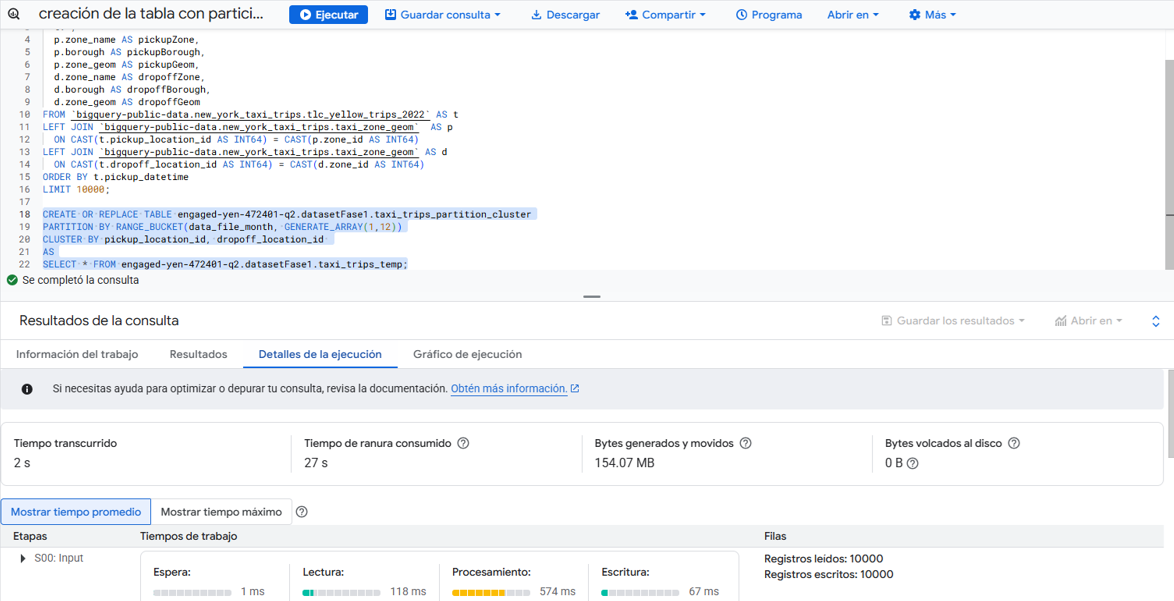 creación de la tabla con partici...
Ejecutar
Guardar consulta
Descargar
Compartir
Programa
Abrir en
Más
4 p.zone_name AS pickupZone,
5 p.borough AS pickupBorough,
6 p.zone_geom AS pickupGeom,
7 d.zone_name AS dropoffZone,
8 d.borough AS dropoffBorough,
9 d.zone_geom AS dropoffGeom
10 FROM `bigquery-public-data.new_york_taxi_trips.tlc_yellow_trips_2022` AS t
11 LEFT JOIN `bigquery-public-data.new_york_taxi_trips.taxi_zone_geom` AS p
12 ON CAST(t.pickup_location_id AS INT64) = CAST(p.zone_id AS INT64)
13 LEFT JOIN `bigquery-public-data.new_york_taxi_trips.taxi_zone_geom` AS d
14 ON CAST(t.dropoff_location_id AS INT64) = CAST(d.zone_id AS INT64)
15 ORDER BY t.pickup_datetime
16 LIMIT 10000;
17
18 CREATE OR REPLACE TABLE engaged-yen-472401-q2.datasetFase1.taxi_trips_partition_cluster
19 PARTITION BY RANGE_BUCKET(data_file_month, GENERATE_ARRAY(1,12))
20 CLUSTER BY pickup_location_id, dropoff_location_id
21 AS
22 SELECT * FROM engaged-yen-472401-q2.datasetFase1.taxi_trips_temp;
Se completó la consulta
Resultados de la consulta
Guardar los resultados
Abrir en
Información del trabajo
Resultados
Detalles de la ejecución
Gráfico de ejecución
Si necesitas ayuda para optimizar o depurar tu consulta, revisa la documentación. Obtén más información.
Tiempo transcurrido
2 s
Tiempo de ranura consumido
27 s
Bytes generados y movidos
154.07 MB
Bytes volcados al disco
0 B
Mostrar tiempo promedio
Mostrar tiempo máximo
Etapas
Tiempos de trabajo
Filas
S00: Input
Espera:
1 ms
Lectura:
118 ms
Procesamiento:
574 ms
Escritura:
67 ms
Registros leídos: 10000
Registros escritos: 10000